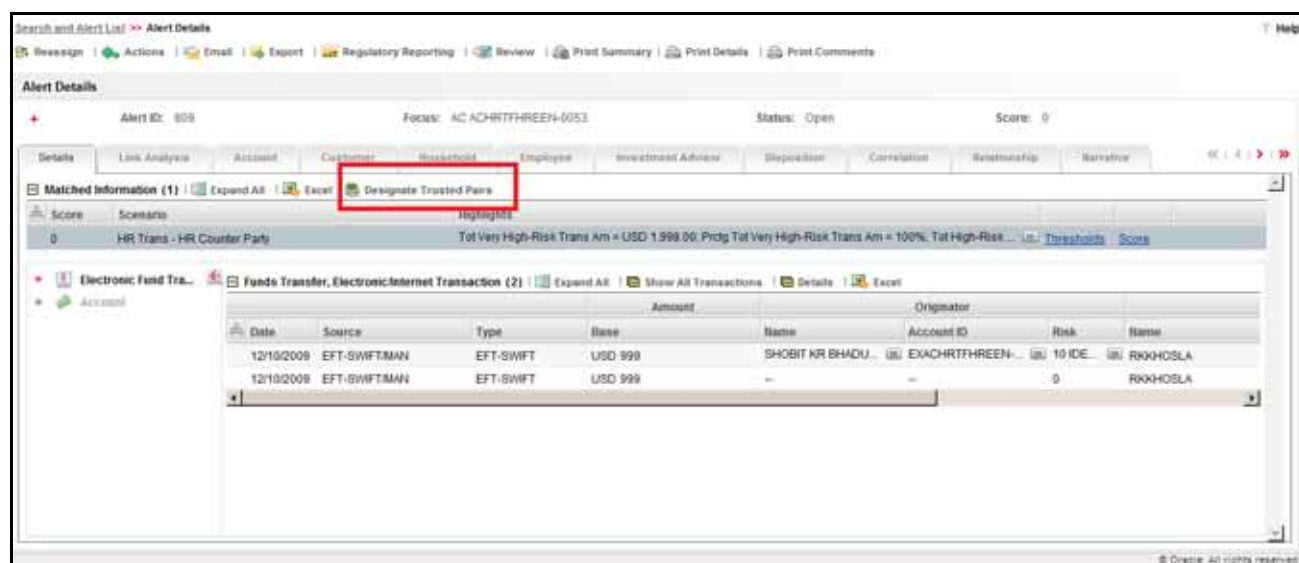 Search and Alert List >> Alert Details
? Help
Reassign | Actions | Email | Export | Regulatory Reporting | Review | Print Summary | Print Details | Print Comments
Alert Details
+ Alert ID: 809 Focus: AC ACHRTFHREEN-0053 Status: Open Score: 0
Details Link Analysis Account Customer Household Employee Investment Advisor Disposition Correlation Relationship Narrative
Matched Information (1) | Expand All | Excel Designate Trusted Pairs
Score Scenario Highlights
0 HR Trans - HR Counter Party Tot Very High-Risk Trans Am = USD 1,998.00; Prctg Tot Very High-Risk Trans Am = 100%; Tot High-Risk ... Thresholds Score
Electronic Fund Tra...
Account
Funds Transfer, Electronic/Internet Transaction (2) | Expand All | Show All Transactions | Details | Excel
Amount Originator
Date Source Type Base Name Account ID Risk Name
12/10/2009 EFT-SWIFT/MAN EFT-SWIFT USD 999 SHOBIT KR BHADU... EXACHRTFHREEN-... 10 IDE... RKKHOSLA
12/10/2009 EFT-SWIFT/MAN EFT-SWIFT USD 999 -- -- 0 RKKHOSLA
© Oracle. All rights reserved